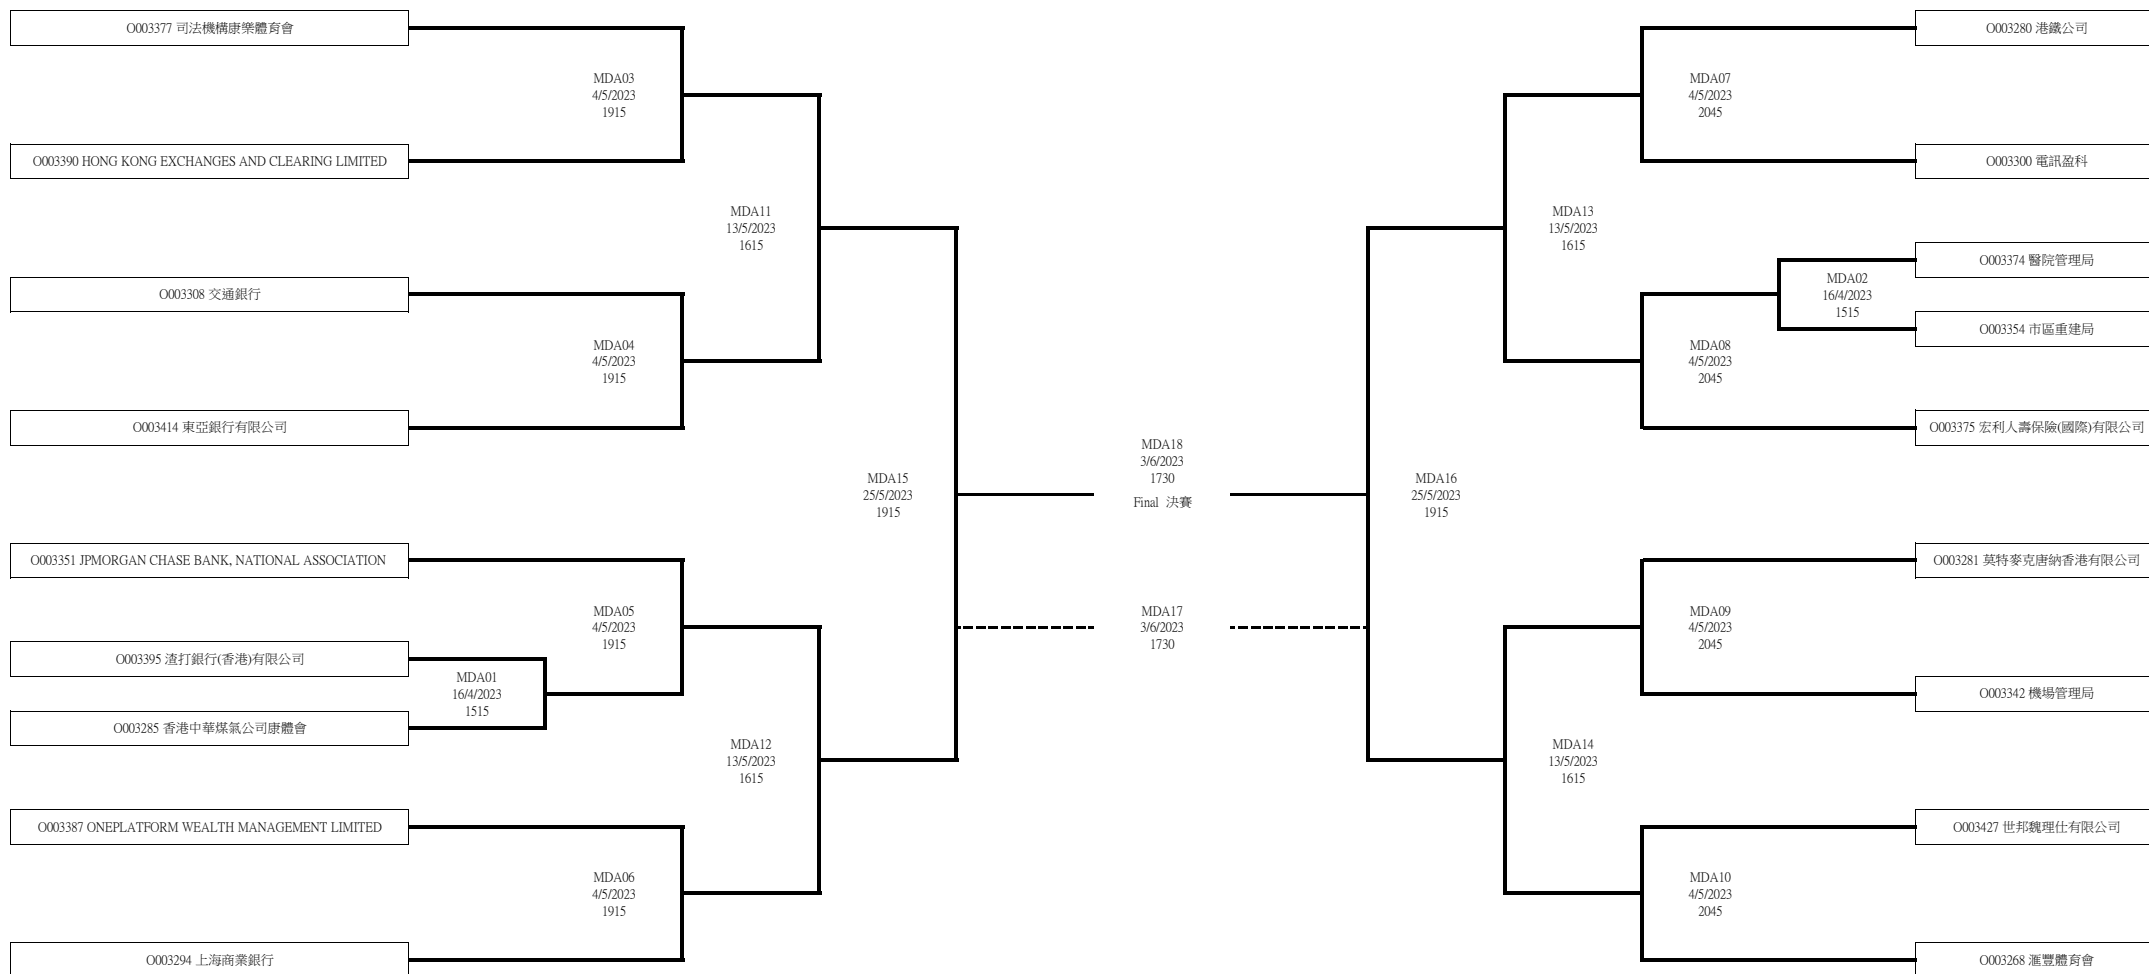 O003377 司法機構康樂體育會
MDA03
4/5/2023
1915
O003390 HONG KONG EXCHANGES AND CLEARING LIMITED
MDA11
13/5/2023
1615
O003308 交通銀行
MDA04
4/5/2023
1915
O003414 東亞銀行有限公司
MDA15
25/5/2023
1915
O003351 JPMORGAN CHASE BANK, NATIONAL ASSOCIATION
MDA05
4/5/2023
1915
O003395 渣打銀行(香港)有限公司
MDA01
16/4/2023
1515
O003285 香港中華煤氣公司康體會
MDA12
13/5/2023
1615
O003387 ONEPLATFORM WEALTH MANAGEMENT LIMITED
MDA06
4/5/2023
1915
O003294 上海商業銀行
MDA18
3/6/2023
1730
Final 決賽
MDA17
3/6/2023
1730
O003280 港鐵公司
MDA07
4/5/2023
2045
O003300 電訊盈科
MDA13
13/5/2023
1615
O003374 醫院管理局
MDA02
16/4/2023
1515
O003354 市區重建局
MDA08
4/5/2023
2045
O003375 宏利人壽保險(國際)有限公司
MDA16
25/5/2023
1915
O003281 莫特麥克唐納香港有限公司
MDA09
4/5/2023
2045
O003342 機場管理局
MDA14
13/5/2023
1615
O003427 世邦魏理仕有限公司
MDA10
4/5/2023
2045
O003268 滙豐體育會